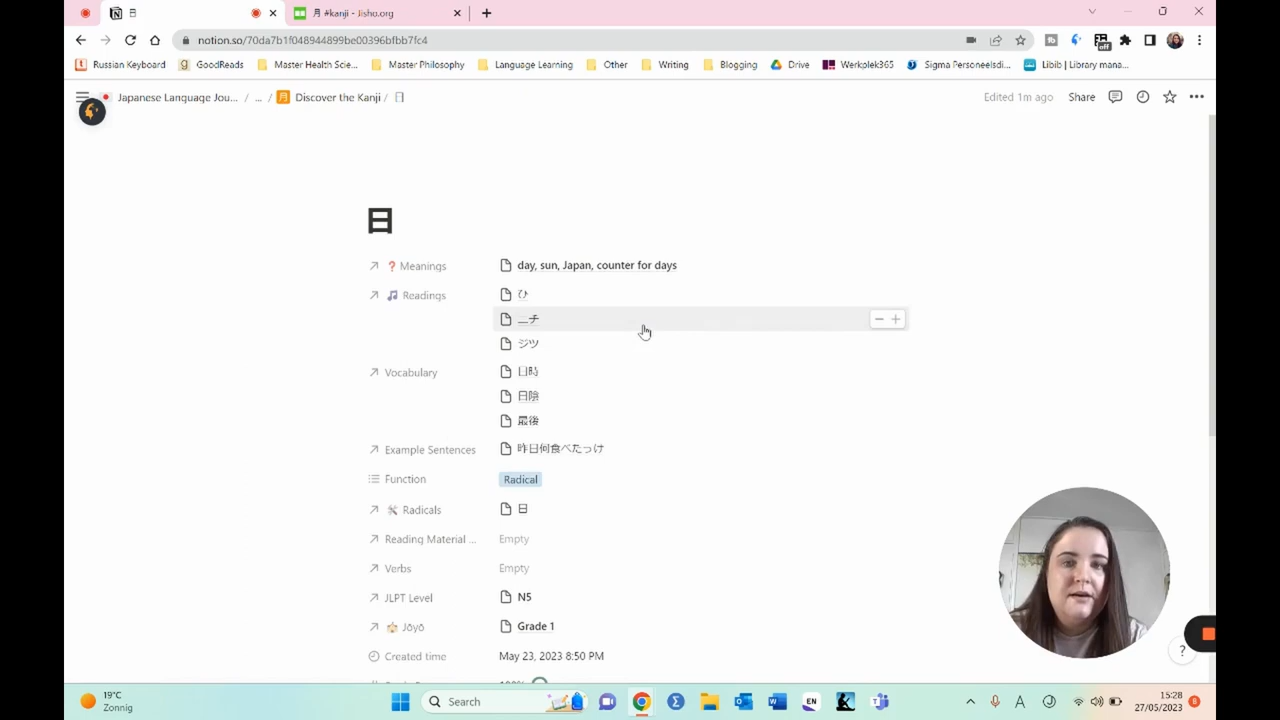 日
月 #kanji - Jisho.org
notion.so/70da7b1f048944899be00396bfbb7fc4
Russian Keyboard GoodReads Master Health Scie... Master Philosophy Language Learning Other Writing Blogging Drive Werkplek365 Sigma Personeelsdi... Libib | Library mana...
Japanese Language Jou... / ... / Discover the Kanji / 日
Edited 1m ago Share
日
Meanings day, sun, Japan, counter for days
Readings ひ
ニチ
ジツ
Vocabulary 日時
日陰
最後
Example Sentences 昨日何食べたっけ
Function Radical
Radicals 日
Reading Material ... Empty
Verbs Empty
JLPT Level N5
Jōyō Grade 1
Created time May 23, 2023 8:50 PM
100%
?
19°C
Zonnig
Search
EN
A
15:28
27/05/2023
8